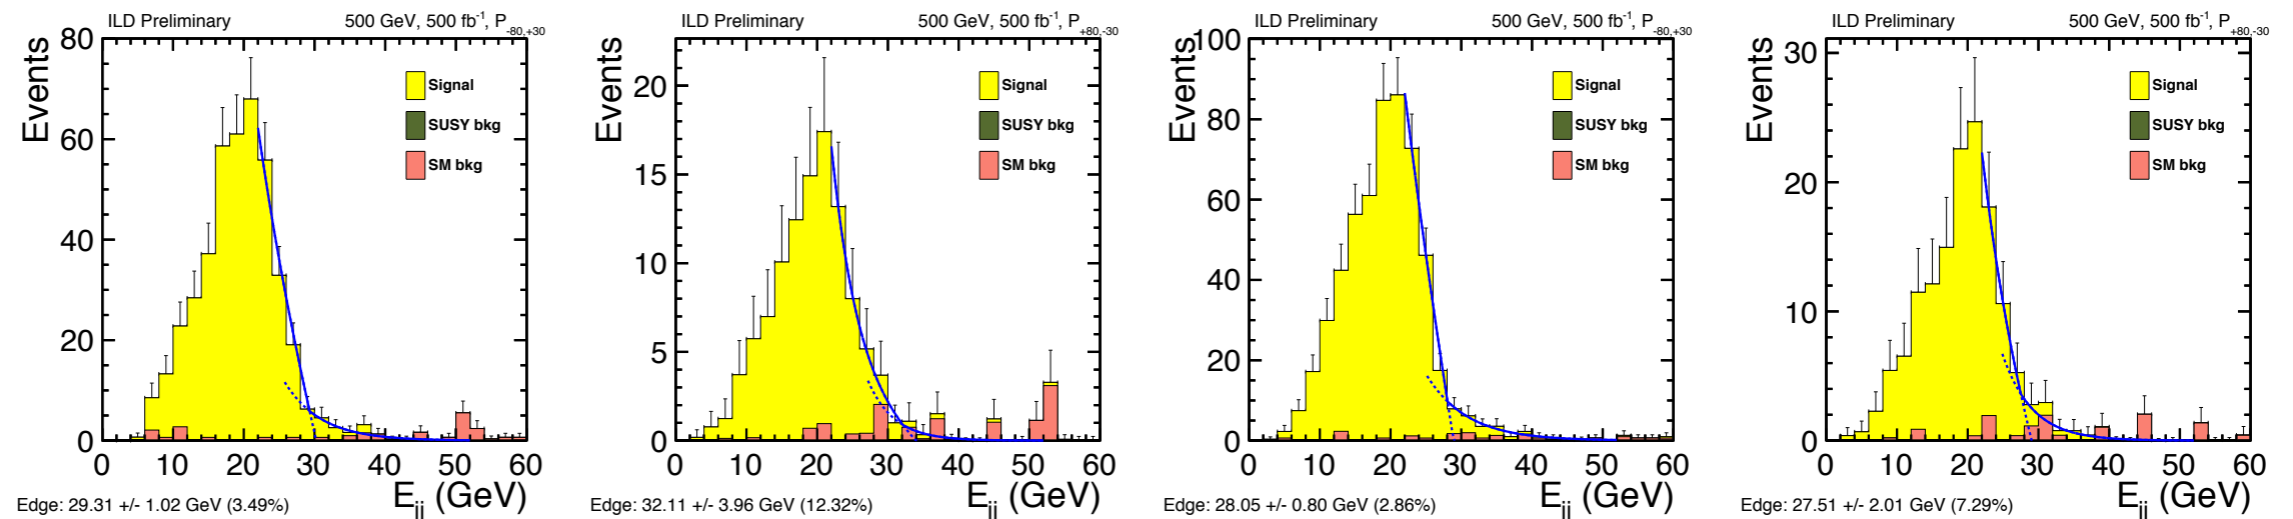 ILD Preliminary 500 GeV, 500 fb⁻¹, P₋₈₀,₊₃₀
Events
80
60
40
20
0
Signal
SUSY bkg
SM bkg
0 10 20 30 40 50 60
E_jj (GeV)
Edge: 29.31 +/- 1.02 GeV (3.49%)
ILD Preliminary 500 GeV, 500 fb⁻¹, P₊₈₀,₋₃₀
Events
20
15
10
5
0
Signal
SUSY bkg
SM bkg
0 10 20 30 40 50 60
E_jj (GeV)
Edge: 32.11 +/- 3.96 GeV (12.32%)
ILD Preliminary 500 GeV, 500 fb⁻¹, P₋₈₀,₊₃₀
Events
100
80
60
40
20
0
Signal
SUSY bkg
SM bkg
0 10 20 30 40 50 60
E_jj (GeV)
Edge: 28.05 +/- 0.80 GeV (2.86%)
ILD Preliminary 500 GeV, 500 fb⁻¹, P₊₈₀,₋₃₀
Events
30
20
10
0
Signal
SUSY bkg
SM bkg
0 10 20 30 40 50 60
E_jj (GeV)
Edge: 27.51 +/- 2.01 GeV (7.29%)